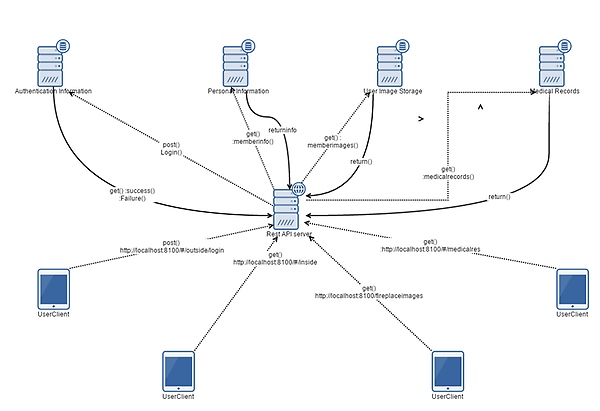 Authentication Information
Personal Information
User Image Storage
Medical Records
post()
Login()
get()
:memberinfo()
returninfo
get()
memberimages()
return()
get()
:medicalrecords()
return()
get() :success()
:Failure()
Rest API server
post()
http://localhost:8100/#/outside/login
get()
http://localhost:8100/#/inside
get()
http://localhost:8100/fireplaceimages
get()
:http://localhost:8100/#/medicalres
UserClient
UserClient
UserClient
UserClient